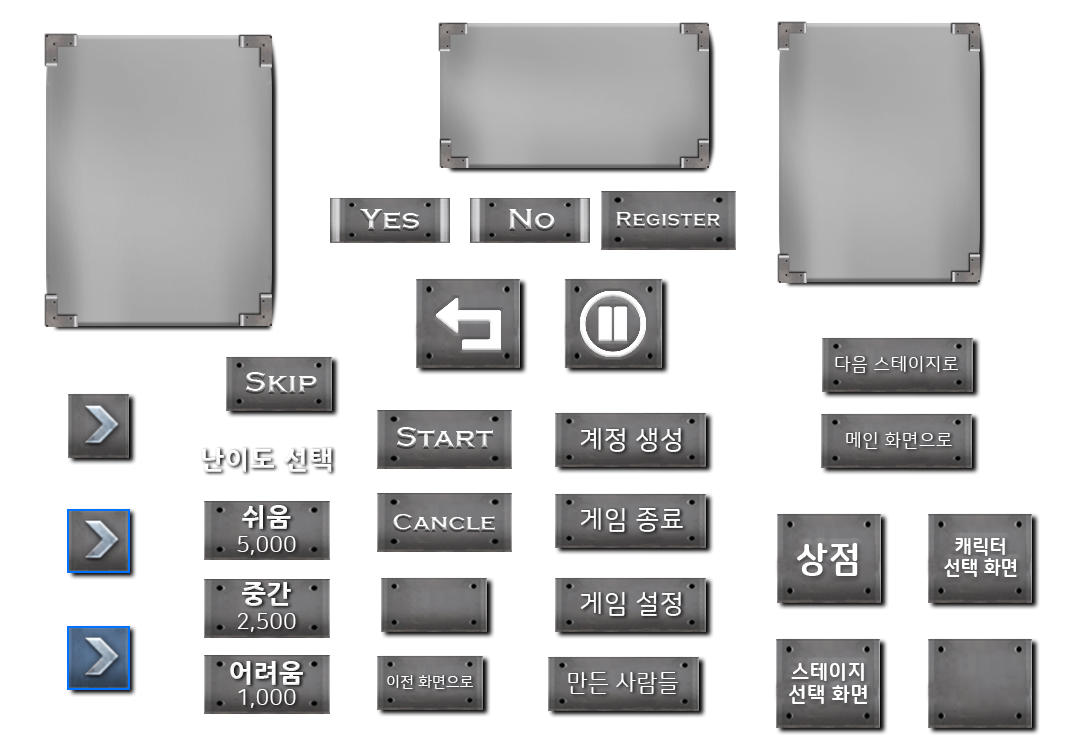 Yes
No
Register
Skip
Start
계정 생성
다음 스테이지로
메인 화면으로
난이도 선택
쉬움
5,000
Cancle
게임 종료
상점
캐릭터
선택 화면
중간
2,500
게임 설정
어려움
1,000
이전 화면으로
만든 사람들
스테이지
선택 화면